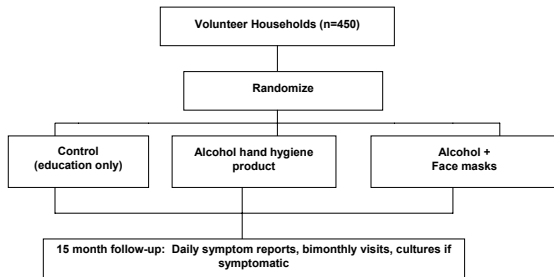 Volunteer Households (n=450)
Randomize
Control
(education only)
Alcohol hand hygiene
product
Alcohol +
Face masks
15 month follow-up:  Daily symptom reports, bimonthly visits, cultures if
symptomatic